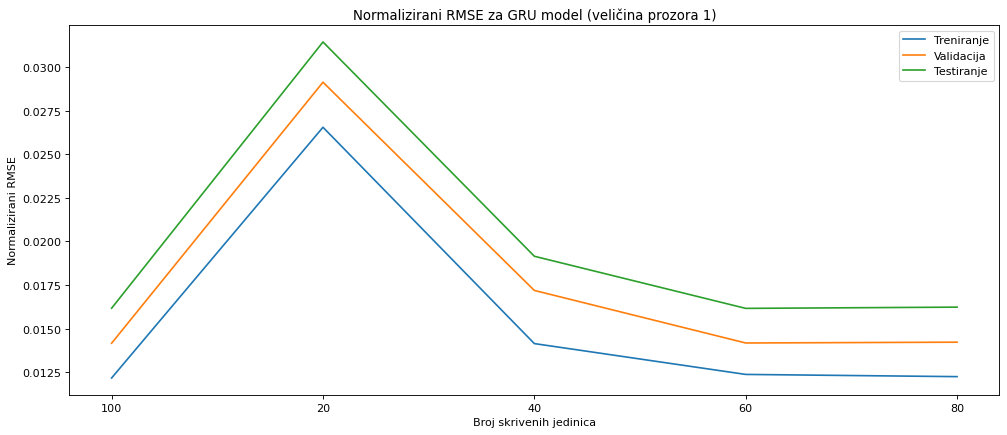 Normalizirani RMSE za GRU model (veličina prozora 1)
Treniranje
Validacija
Testiranje
Normalizirani RMSE
0.0300
0.0275
0.0250
0.0225
0.0200
0.0175
0.0150
0.0125
100 20 40 60 80
Broj skrivenih jedinica